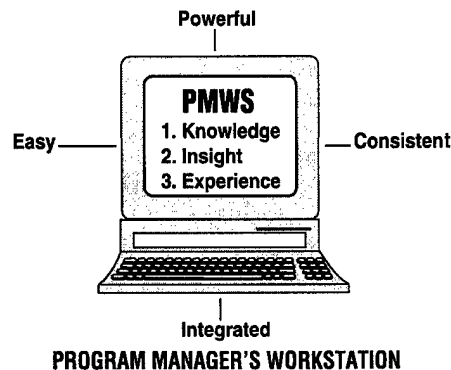 Powerful
PMWS
1. Knowledge
2. Insight
3. Experience
Easy
Consistent
Integrated
PROGRAM MANAGER'S WORKSTATION